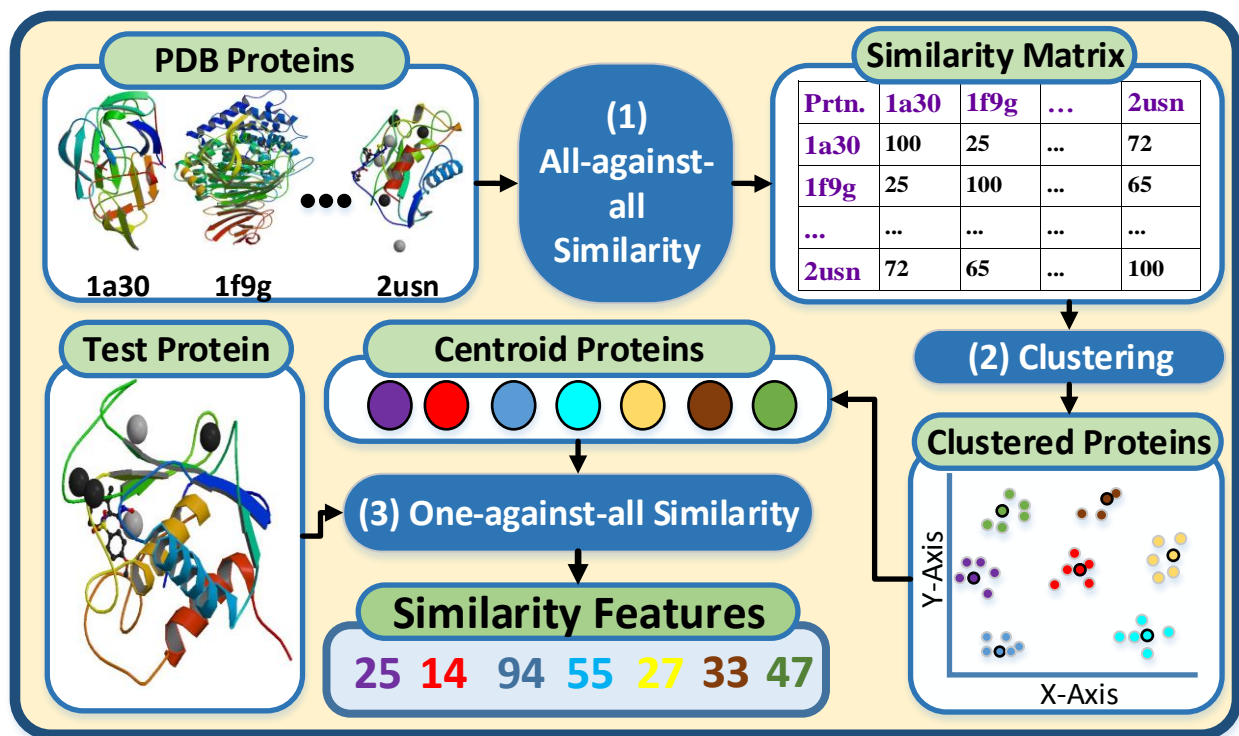 PDB Proteins
1a30
1f9g
2usn
(1)
All-against-
all
Similarity
Similarity Matrix
Prtn. 1a30 1f9g ... 2usn
1a30 100 25 ... 72
1f9g 25 100 ... 65
... ... ... ... ...
2usn 72 65 ... 100
(2) Clustering
Clustered Proteins
Y-Axis
X-Axis
Centroid Proteins
Test Protein
(3) One-against-all Similarity
Similarity Features
25 14 94 55 27 33 47